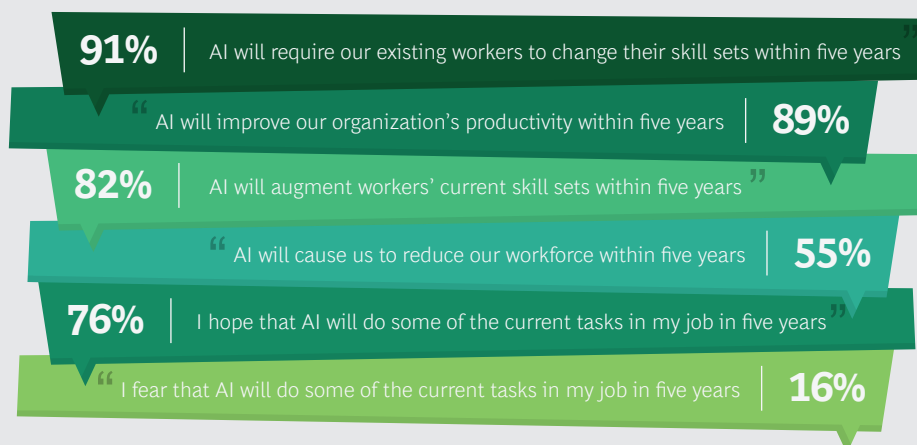 91% AI will require our existing workers to change their skill sets within five years ”
“ AI will improve our organization’s productivity within five years 89%
82% AI will augment workers’ current skill sets within five years ”
“ AI will cause us to reduce our workforce within five years 55%
76% I hope that AI will do some of the current tasks in my job in five years ”
“ I fear that AI will do some of the current tasks in my job in five years 16%